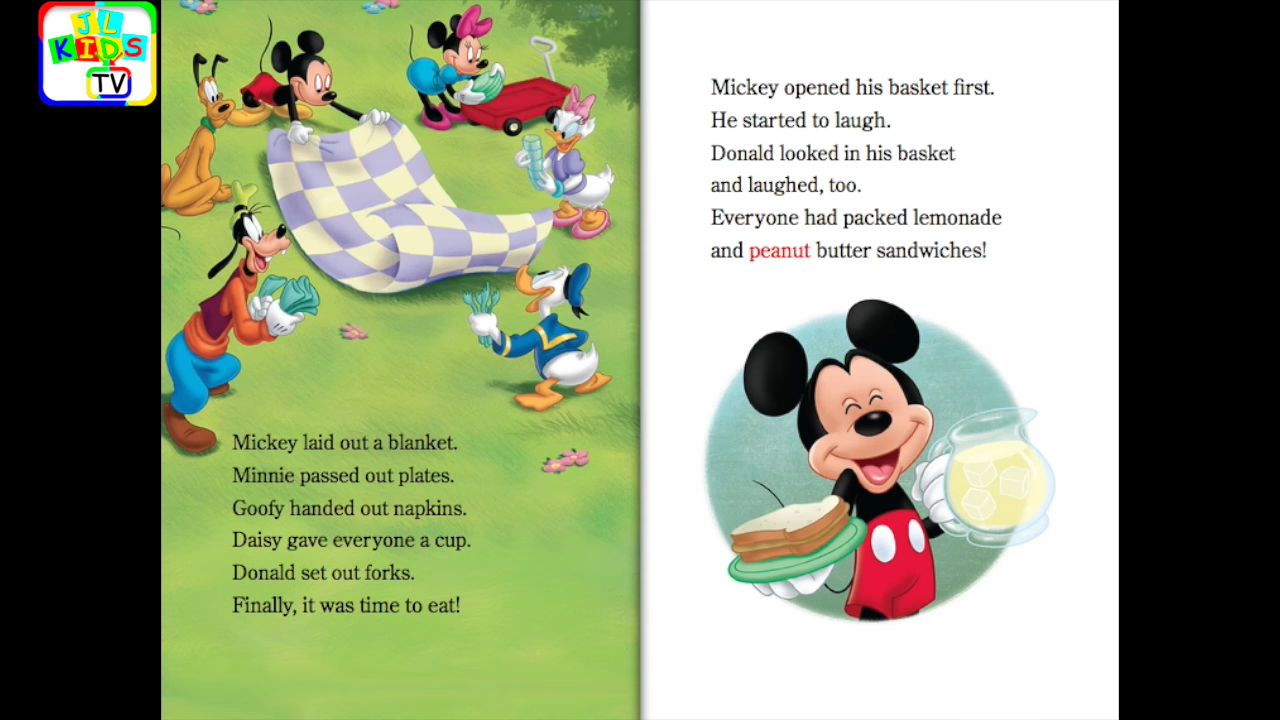 JL
KIDS
TV
Mickey laid out a blanket.
Minnie passed out plates.
Goofy handed out napkins.
Daisy gave everyone a cup.
Donald set out forks.
Finally, it was time to eat!
Mickey opened his basket first.
He started to laugh.
Donald looked in his basket
and laughed, too.
Everyone had packed lemonade
and peanut butter sandwiches!